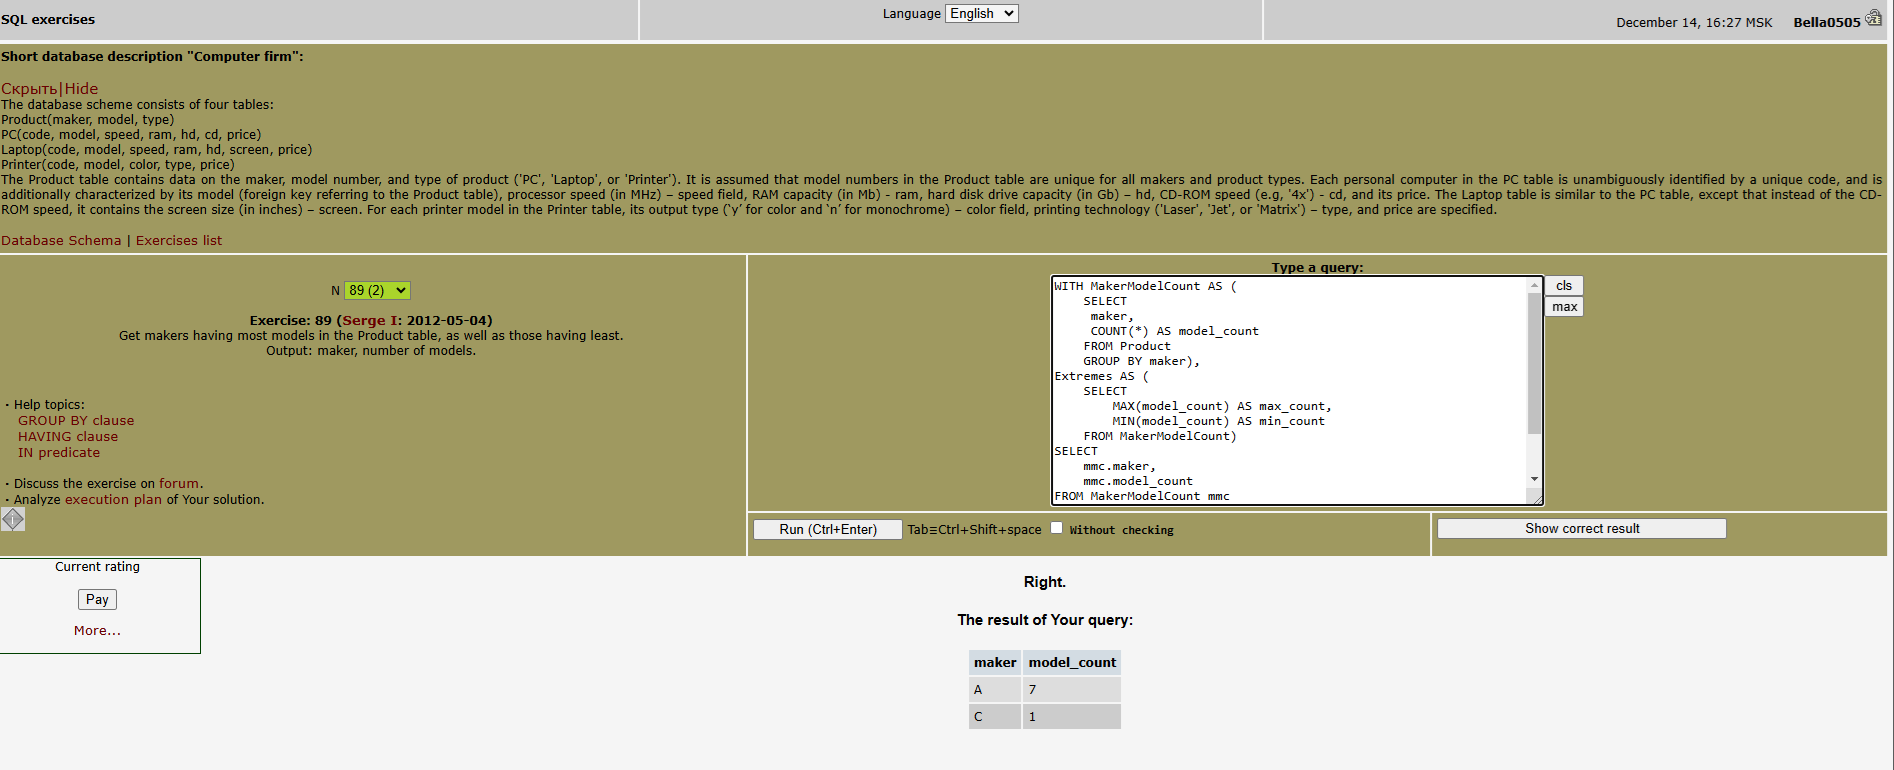 SQL exercises
Language English
December 14, 16:27 MSK Bella0505
Short database description "Computer firm":
Скрыть|Hide
The database scheme consists of four tables:
Product(maker, model, type)
PC(code, model, speed, ram, hd, cd, price)
Laptop(code, model, speed, ram, hd, screen, price)
Printer(code, model, color, type, price)
The Product table contains data on the maker, model number, and type of product ('PC', 'Laptop', or 'Printer'). It is assumed that model numbers in the Product table are unique for all makers and product types. Each personal computer in the PC table is unambiguously identified by a unique code, and is
additionally characterized by its model (foreign key referring to the Product table), processor speed (in MHz) – speed field, RAM capacity (in Mb) - ram, hard disk drive capacity (in Gb) – hd, CD-ROM speed (e.g, '4x') - cd, and its price. The Laptop table is similar to the PC table, except that instead of the CD-
ROM speed, it contains the screen size (in inches) – screen. For each printer model in the Printer table, its output type (‘y’ for color and ‘n’ for monochrome) – color field, printing technology ('Laser', 'Jet', or 'Matrix') – type, and price are specified.
Database Schema | Exercises list
N 89 (2)
Exercise: 89 (Serge I: 2012-05-04)
Get makers having most models in the Product table, as well as those having least.
Output: maker, number of models.
· Help topics:
GROUP BY clause
HAVING clause
IN predicate
· Discuss the exercise on forum.
· Analyze execution plan of Your solution.
Type a query:
WITH MakerModelCount AS (
    SELECT
     maker,
     COUNT(*) AS model_count
    FROM Product
    GROUP BY maker),
Extremes AS (
    SELECT
        MAX(model_count) AS max_count,
        MIN(model_count) AS min_count
    FROM MakerModelCount)
SELECT
    mmc.maker,
    mmc.model_count
FROM MakerModelCount mmc
cls
max
Run (Ctrl+Enter) Tab≡Ctrl+Shift+space Without checking
Show correct result
Current rating
Pay
More...
Right.
The result of Your query:
maker model_count
A 7
C 1